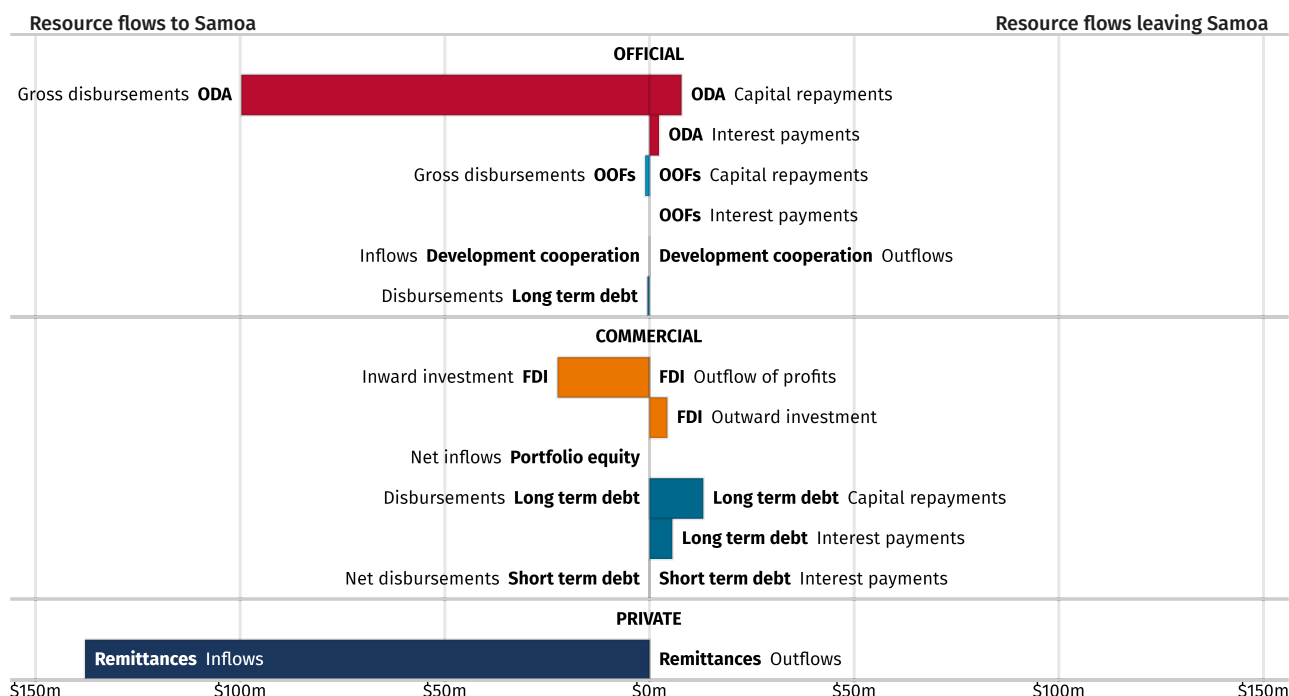 Resource flows to Samoa Resource flows leaving Samoa
OFFICIAL
Gross disbursements ODA ODA Capital repayments
ODA Interest payments
Gross disbursements OOFs OOFs Capital repayments
OOFs Interest payments
Inflows Development cooperation Development cooperation Outflows
Disbursements Long term debt
COMMERCIAL
Inward investment FDI FDI Outflow of profits
FDI Outward investment
Net inflows Portfolio equity
Disbursements Long term debt Long term debt Capital repayments
Long term debt Interest payments
Net disbursements Short term debt Short term debt Interest payments
PRIVATE
Remittances Inflows Remittances Outflows
$150m $100m $50m $0m $50m $100m $150m